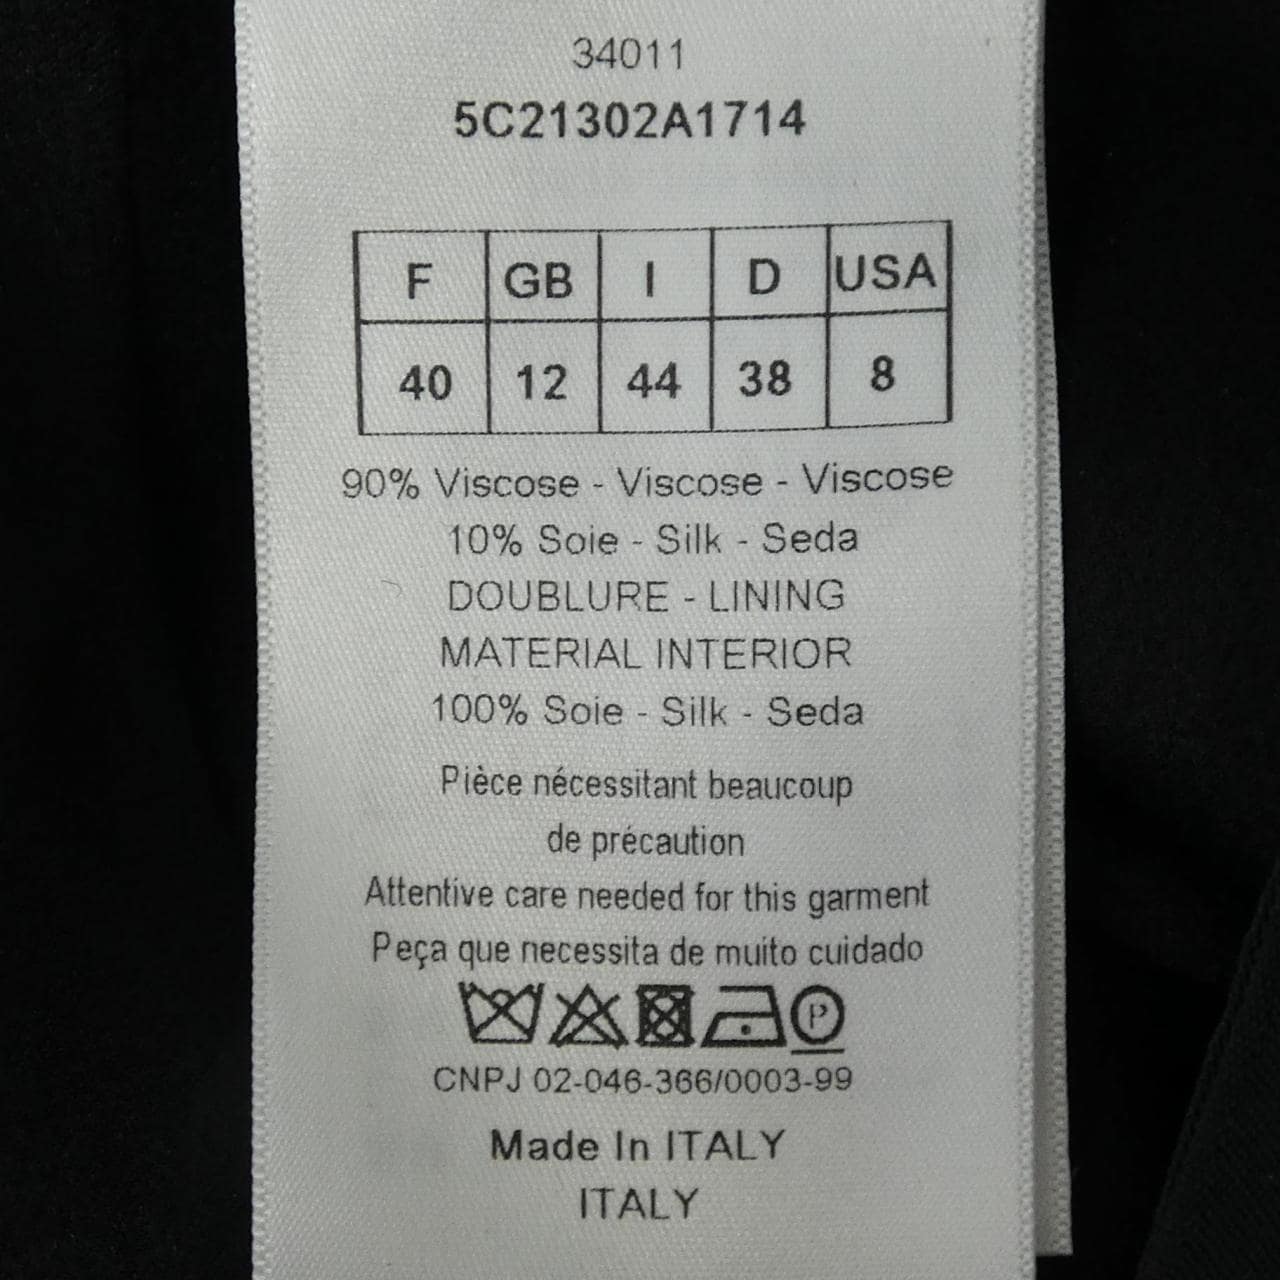 34011
5C21302A1714
F GB I D USA
40 12 44 38 8
90% Viscose - Viscose - Viscose
10% Soie - Silk - Seda
DOUBLURE - LINING
MATERIAL INTERIOR
100% Soie - Silk - Seda
Pièce nécessitant beaucoup
de précaution
Attentive care needed for this garment
Peça que necessita de muito cuidado
P
CNPJ 02-046-366/0003-99
Made In ITALY
ITALY